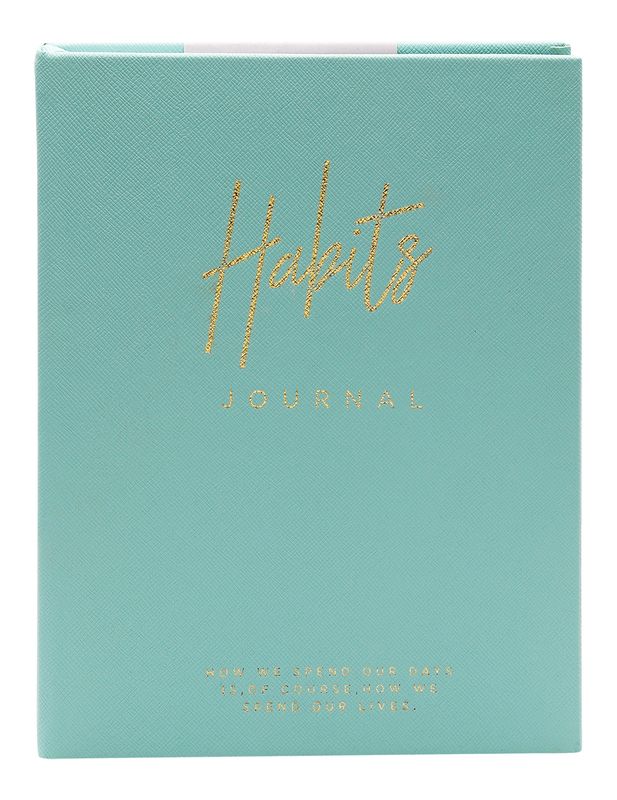 Habits
JOURNAL
HOW WE SPEND OUR DAYS
IS,OF COURSE,HOW WE
SPEND OUR LIVES.